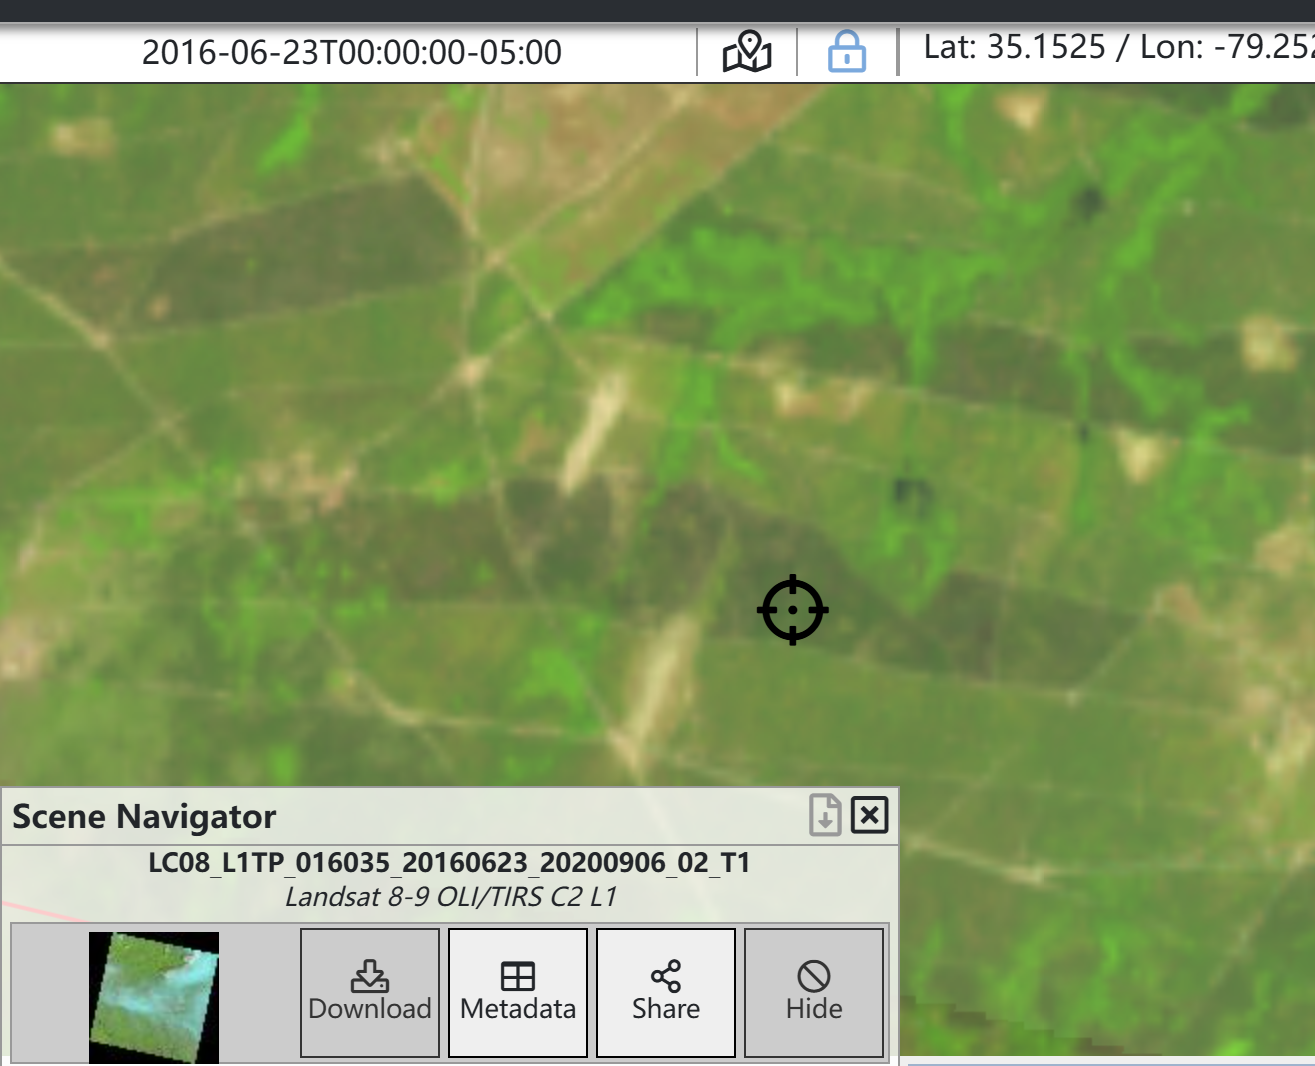 2016-06-23T00:00:00-05:00
Lat: 35.1525 / Lon: -79.252
Scene Navigator
LC08_L1TP_016035_20160623_20200906_02_T1
Landsat 8-9 OLI/TIRS C2 L1
Download
Metadata
Share
Hide